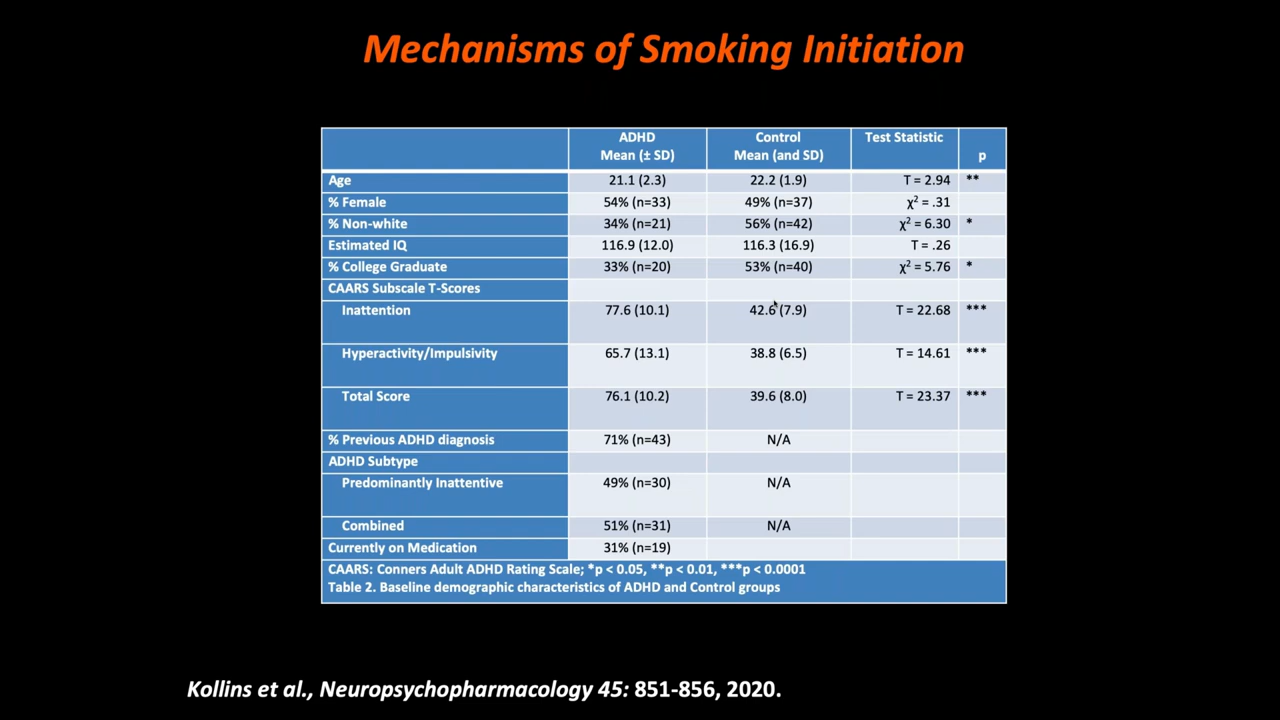 Mechanisms of Smoking Initiation
ADHD Control Test Statistic
Mean (± SD) Mean (and SD) p
Age 21.1 (2.3) 22.2 (1.9) T = 2.94 **
% Female 54% (n=33) 49% (n=37) χ² = .31
% Non-white 34% (n=21) 56% (n=42) χ² = 6.30 *
Estimated IQ 116.9 (12.0) 116.3 (16.9) T = .26
% College Graduate 33% (n=20) 53% (n=40) χ² = 5.76 *
CAARS Subscale T-Scores
Inattention 77.6 (10.1) 42.6 (7.9) T = 22.68 ***
Hyperactivity/Impulsivity 65.7 (13.1) 38.8 (6.5) T = 14.61 ***
Total Score 76.1 (10.2) 39.6 (8.0) T = 23.37 ***
% Previous ADHD diagnosis 71% (n=43) N/A
ADHD Subtype
Predominantly Inattentive 49% (n=30) N/A
Combined 51% (n=31) N/A
Currently on Medication 31% (n=19)
CAARS: Conners Adult ADHD Rating Scale; *p < 0.05, **p < 0.01, ***p < 0.0001
Table 2. Baseline demographic characteristics of ADHD and Control groups
Kollins et al., Neuropsychopharmacology 45: 851-856, 2020.